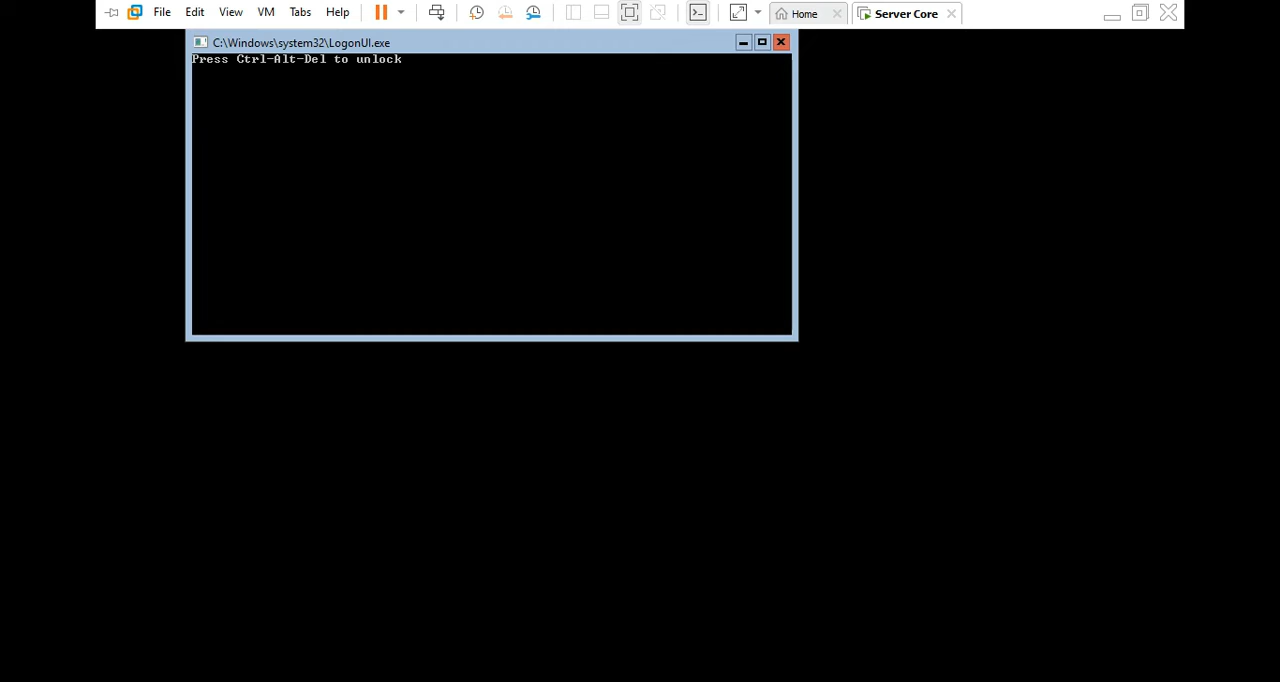 File Edit View VM Tabs Help Home Server Core
C:\Windows\system32\LogonUI.exe
Press Ctrl-Alt-Del to unlock